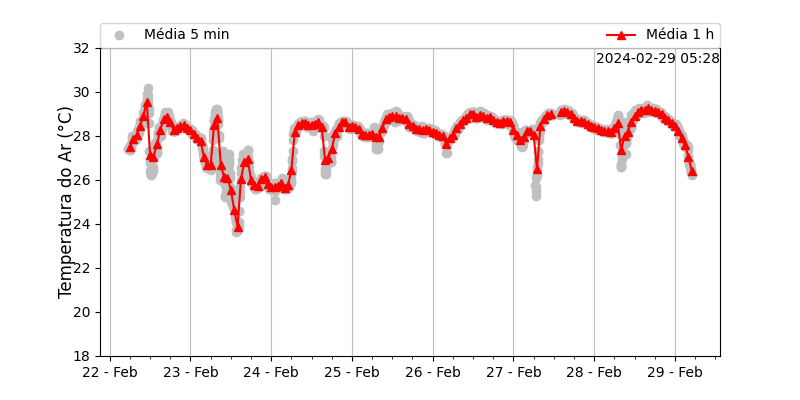 Média 5 min
Média 1 h
2024-02-29 05:28
Temperatura do Ar (°C)
32
30
28
26
24
22
20
18
22 - Feb
23 - Feb
24 - Feb
25 - Feb
26 - Feb
27 - Feb
28 - Feb
29 - Feb